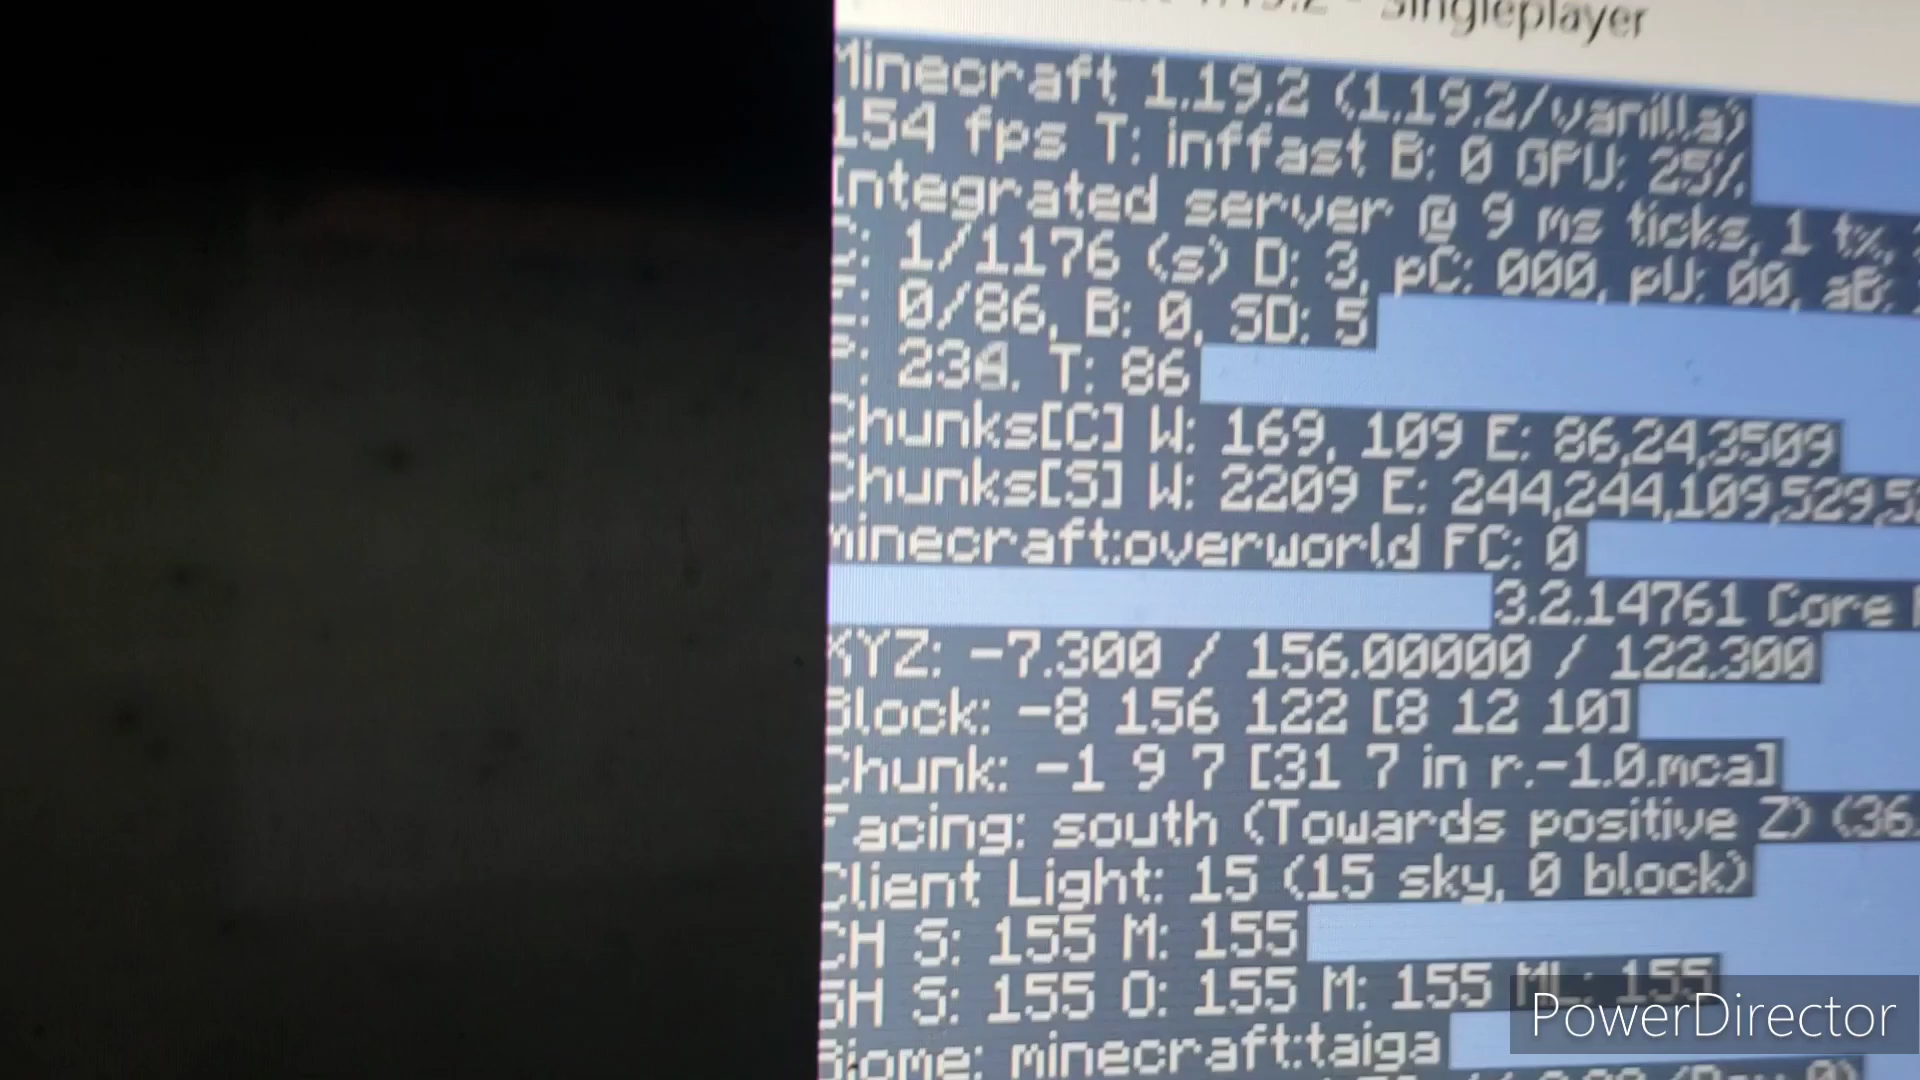 1.19.2 - Singleplayer
Minecraft 1.19.2 (1.19.2/vanilla)
154 fps T: inffast B: 0 GPU: 25%
Integrated server @ 9 ms ticks, 1 tx,
C: 1/1176 (s) D: 3, pC: 000, pU: 00, aB:
E: 0/86, B: 0, SD: 5
P: T: 86
Chunks[C] W: 169, 109 E: 86,24,3509
Chunks[S] W: 2209 E: 244,244,109,529,5
minecraft:overworld FC: 0
3.2.14761 Core
XYZ: -7.300 / 156.00000 / 122.300
Block: -8 156 122 [8 12 10]
Chunk: -1 9 7 [31 7 in r.-1.0.mca]
Facing: south (Towards positive Z) (36.
Client Light: 15 (15 sky, 0 block)
CH S: 155 M: 155
SH S: 155 O: 155 M: 155 ML: 155
Biome: minecraft:taiga
PowerDirector